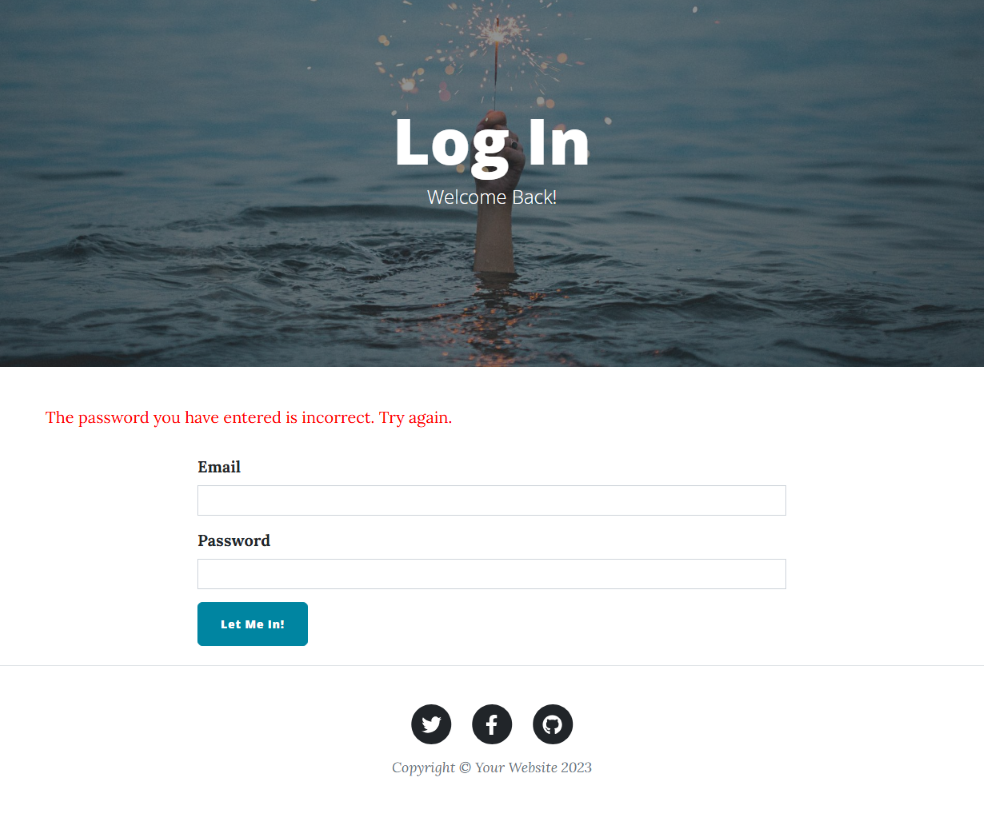 Log In
Welcome Back!
The password you have entered is incorrect. Try again.
Email
Password
Let Me In!
Copyright © Your Website 2023